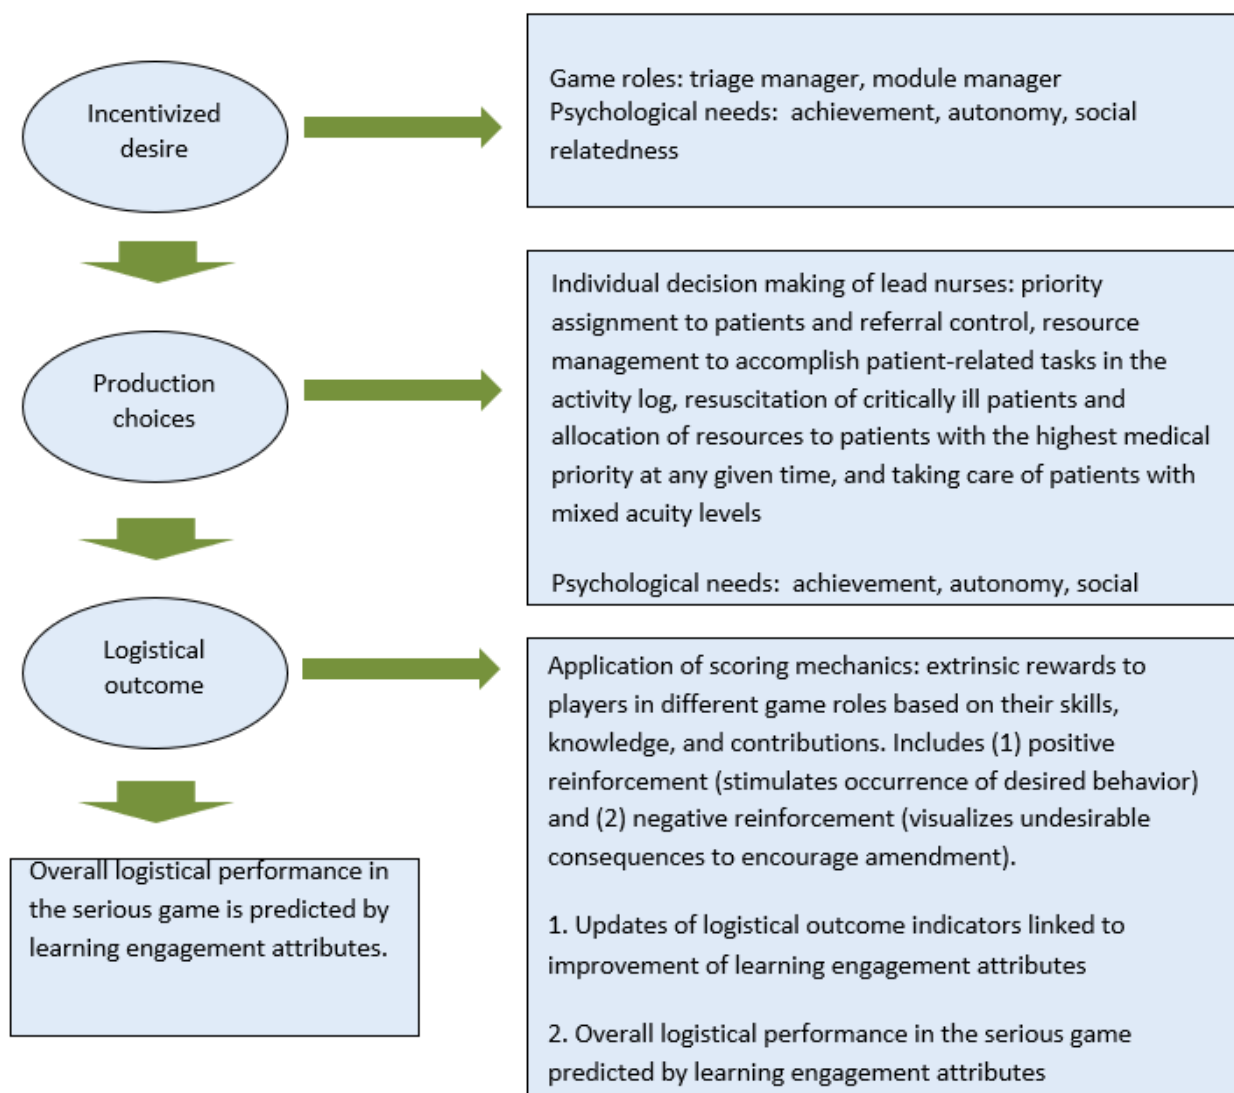 Incentivized
desire
Game roles: triage manager, module manager
Psychological needs:  achievement, autonomy, social
relatedness
Production
choices
Individual decision making of lead nurses: priority
assignment to patients and referral control, resource
management to accomplish patient-related tasks in the
activity log, resuscitation of critically ill patients and
allocation of resources to patients with the highest medical
priority at any given time, and taking care of patients with
mixed acuity levels
Psychological needs:  achievement, autonomy, social
Logistical
outcome
Application of scoring mechanics: extrinsic rewards to
players in different game roles based on their skills,
knowledge, and contributions. Includes (1) positive
reinforcement (stimulates occurrence of desired behavior)
and (2) negative reinforcement (visualizes undesirable
consequences to encourage amendment).
1. Updates of logistical outcome indicators linked to
improvement of learning engagement attributes
2. Overall logistical performance in the serious game
predicted by learning engagement attributes
Overall logistical performance in
the serious game is predicted by
learning engagement attributes.